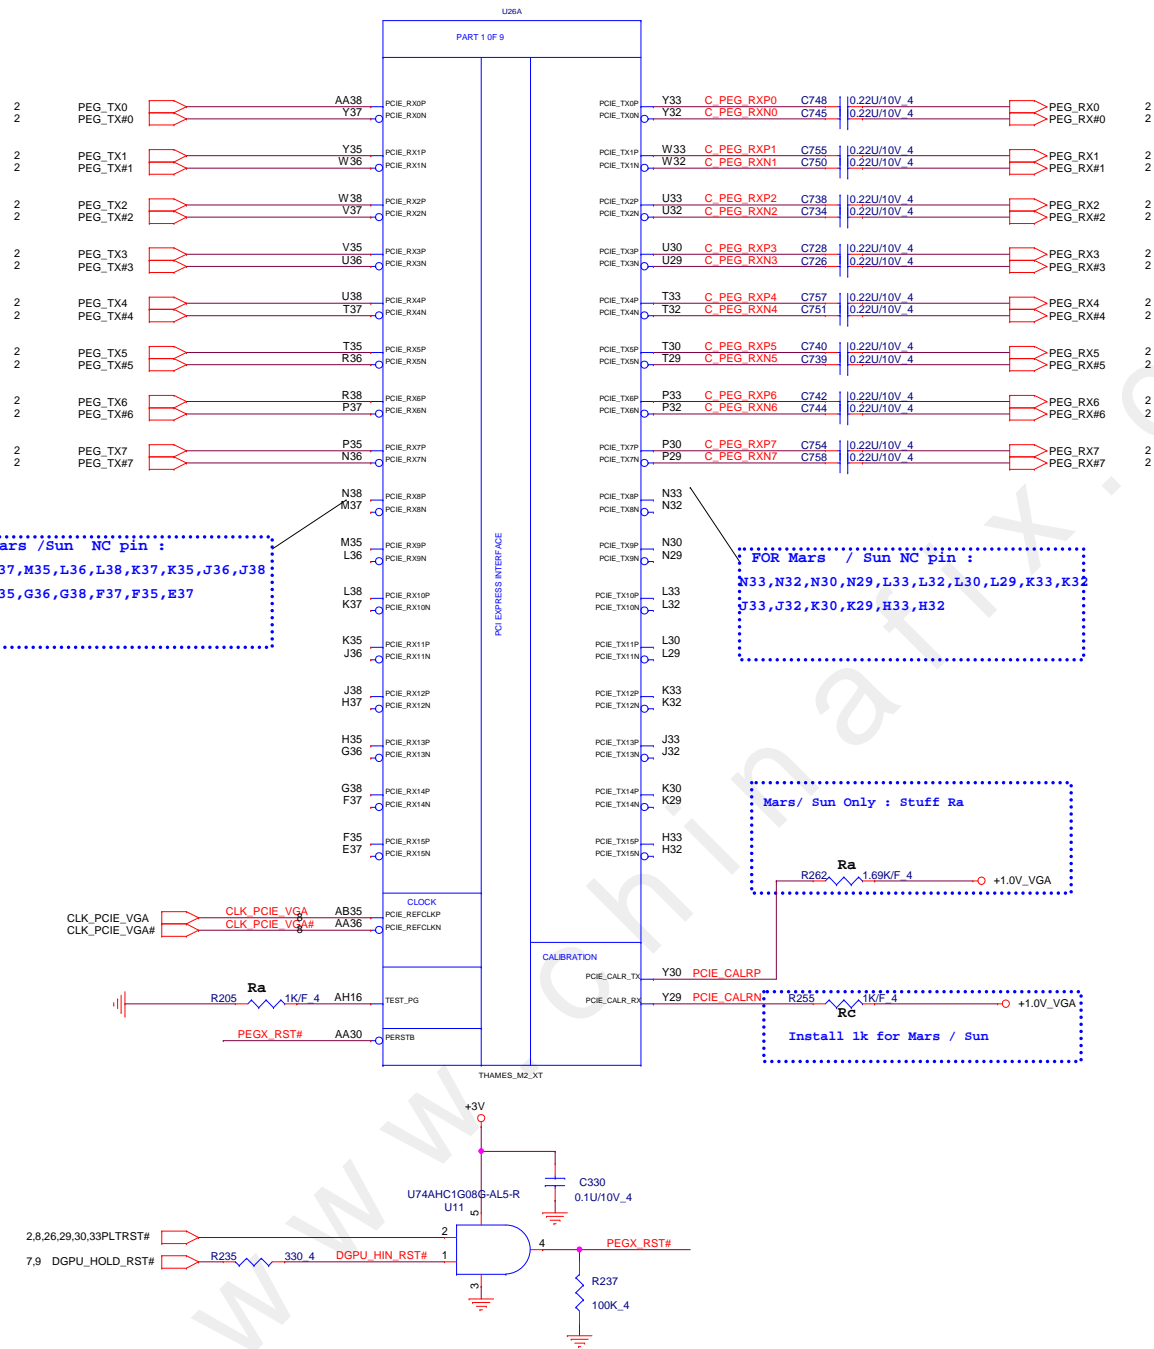 U26A
PART 1 0F 9
2 PEG_TX0 AA38 PCIE_RX0P PCIE_TX0P Y33 C_PEG_RXP0 C748 0.22U/10V_4 PEG_RX0 2
2 PEG_TX#0 Y37 PCIE_RX0N PCIE_TX0N Y32 C_PEG_RXN0 C745 0.22U/10V_4 PEG_RX#0 2
2 PEG_TX1 Y35 PCIE_RX1P PCIE_TX1P W33 C_PEG_RXP1 C755 0.22U/10V_4 PEG_RX1 2
2 PEG_TX#1 W36 PCIE_RX1N PCIE_TX1N W32 C_PEG_RXN1 C750 0.22U/10V_4 PEG_RX#1 2
2 PEG_TX2 W38 PCIE_RX2P PCIE_TX2P U33 C_PEG_RXP2 C738 0.22U/10V_4 PEG_RX2 2
2 PEG_TX#2 V37 PCIE_RX2N PCIE_TX2N U32 C_PEG_RXN2 C734 0.22U/10V_4 PEG_RX#2 2
2 PEG_TX3 V35 PCIE_RX3P PCIE_TX3P U30 C_PEG_RXP3 C728 0.22U/10V_4 PEG_RX3 2
2 PEG_TX#3 U36 PCIE_RX3N PCIE_TX3N U29 C_PEG_RXN3 C726 0.22U/10V_4 PEG_RX#3 2
2 PEG_TX4 U38 PCIE_RX4P PCIE_TX4P T33 C_PEG_RXP4 C757 0.22U/10V_4 PEG_RX4 2
2 PEG_TX#4 T37 PCIE_RX4N PCIE_TX4N T32 C_PEG_RXN4 C751 0.22U/10V_4 PEG_RX#4 2
2 PEG_TX5 T35 PCIE_RX5P PCIE_TX5P T30 C_PEG_RXP5 C740 0.22U/10V_4 PEG_RX5 2
2 PEG_TX#5 R36 PCIE_RX5N PCIE_TX5N T29 C_PEG_RXN5 C739 0.22U/10V_4 PEG_RX#5 2
2 PEG_TX6 R38 PCIE_RX6P PCIE_TX6P P33 C_PEG_RXP6 C742 0.22U/10V_4 PEG_RX6 2
2 PEG_TX#6 P37 PCIE_RX6N PCIE_TX6N P32 C_PEG_RXN6 C744 0.22U/10V_4 PEG_RX#6 2
2 PEG_TX7 P35 PCIE_RX7P PCIE_TX7P P30 C_PEG_RXP7 C754 0.22U/10V_4 PEG_RX7 2
2 PEG_TX#7 N36 PCIE_RX7N PCIE_TX7N P29 C_PEG_RXN7 C758 0.22U/10V_4 PEG_RX#7 2
N38 PCIE_RX8P PCIE_TX8P N33
M37 PCIE_RX8N PCIE_TX8N N32
M35 PCIE_RX9P PCIE_TX9P N30
L36 PCIE_RX9N PCIE_TX9N N29
L38 PCIE_RX10P PCIE_TX10P L33
K37 PCIE_RX10N PCIE_TX10N L32
K35 PCIE_RX11P PCIE_TX11P L30
J36 PCIE_RX11N PCIE_TX11N L29
J38 PCIE_RX12P PCIE_TX12P K33
H37 PCIE_RX12N PCIE_TX12N K32
H35 PCIE_RX13P PCIE_TX13P J33
G36 PCIE_RX13N PCIE_TX13N J32
G38 PCIE_RX14P PCIE_TX14P K30
F37 PCIE_RX14N PCIE_TX14N K29
F35 PCIE_RX15P PCIE_TX15P H33
E37 PCIE_RX15N PCIE_TX15N H32
PCI EXPRESS INTERFACE
ars /Sun NC pin :
37,M35,L36,L38,K37,K35,J36,J38
35,G36,G38,F37,F35,E37
FOR Mars / Sun NC pin :
N33,N32,N30,N29,L33,L32,L30,L29,K33,K32
J33,J32,K30,K29,H33,H32
Mars/ Sun Only : Stuff Ra
Ra
R262 1.69K/F_4 +1.0V_VGA
CLOCK
CLK_PCIE_VGA CLK_PCIE_VGA 8 AB35 PCIE_REFCLKP
CLK_PCIE_VGA# CLK_PCIE_VGA# 8 AA36 PCIE_REFCLKN
CALIBRATION
PCIE_CALR_TX Y30 PCIE_CALRP
PCIE_CALR_RX Y29 PCIE_CALRN R255 1K/F_4 +1.0V_VGA
Rc
Install 1k for Mars / Sun
Ra
R205 1K/F_4 AH16 TEST_PG
PEGX_RST# AA30 PERSTB
THAMES_M2_XT
+3V
C330
0.1U/10V_4
U74AHC1G08G-AL5-R
U11
5
2,8,26,29,30,33 PLTRST# 2
7,9 DGPU_HOLD_RST# R235 330_4 DGPU_HIN_RST# 1
4 PEGX_RST#
3
R237
100K_4
www.chinafix.c